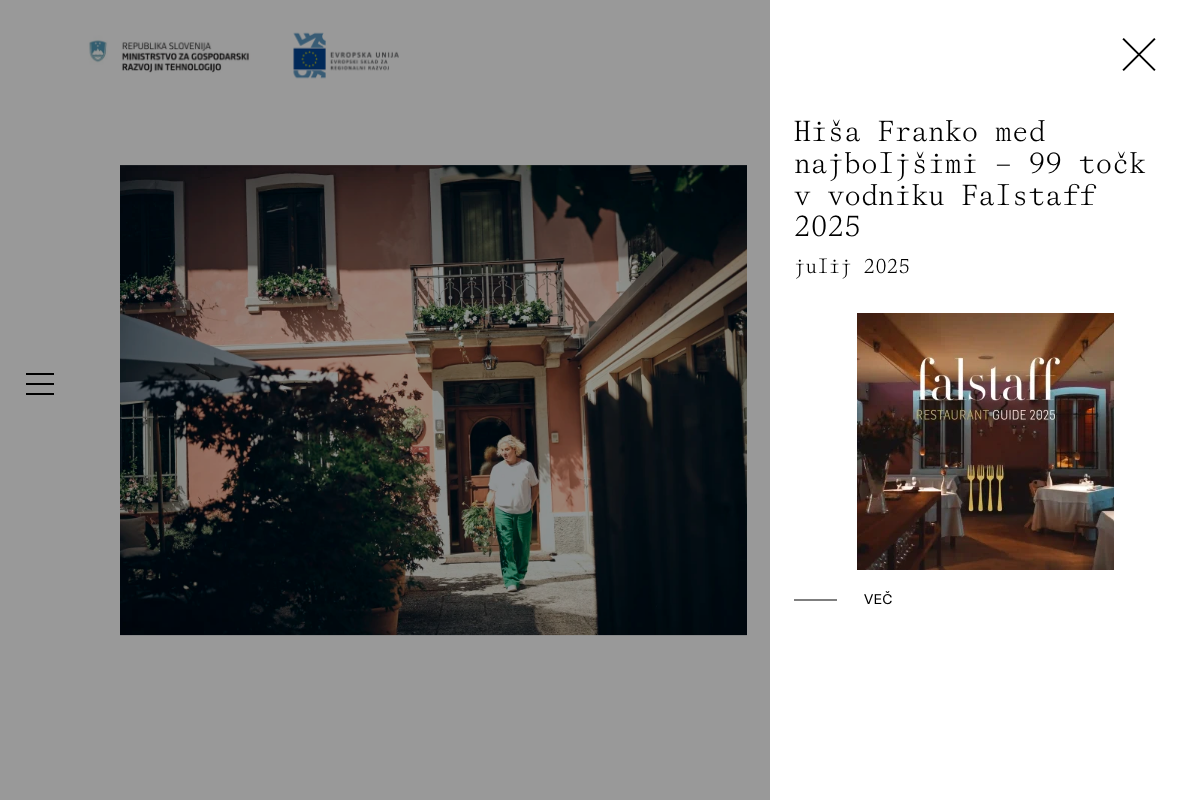 REPUBLIKA SLOVENIJA
MINISTRSTVO ZA GOSPODARSKI
RAZVOJ IN TEHNOLOGIJO
EVROPSKA UNIJA
EVROPSKI SKLAD ZA
REGIONALNI RAZVOJ
Hiša Franko med
najboljšimi – 99 točk
v vodniku Falstaff
2025
julij 2025
falstaff
RESTAURANT GUIDE 2025
VEČ